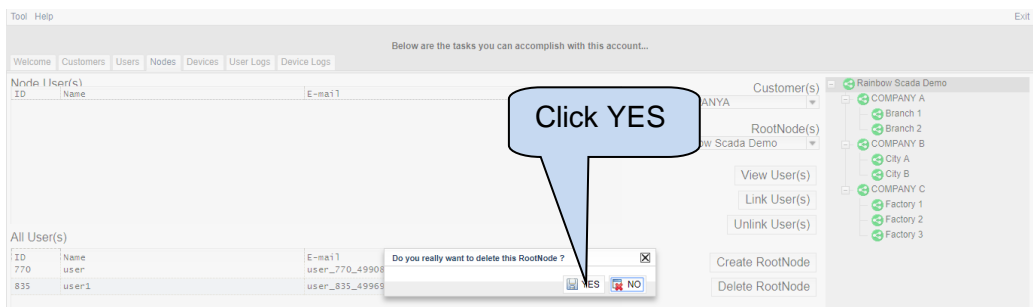 Tool Help Exit
Below are the tasks you can accomplish with this account...
Welcome Customers Users Nodes Devices User Logs Device Logs
Node User(s)
ID Name E-mail
Click YES
Customer(s)
RootNode(s)
Scada Demo
View User(s)
Link User(s)
Unlink User(s)
Create RootNode
Delete RootNode
Rainbow Scada Demo
COMPANY A
Branch 1
Branch 2
COMPANY B
City A
City B
COMPANY C
Factory 1
Factory 2
Factory 3
All User(s)
ID Name E-mail
770 user user_770_49908
835 user1 user_835_49969
Do you really want to delete this RootNode ?
YES NO